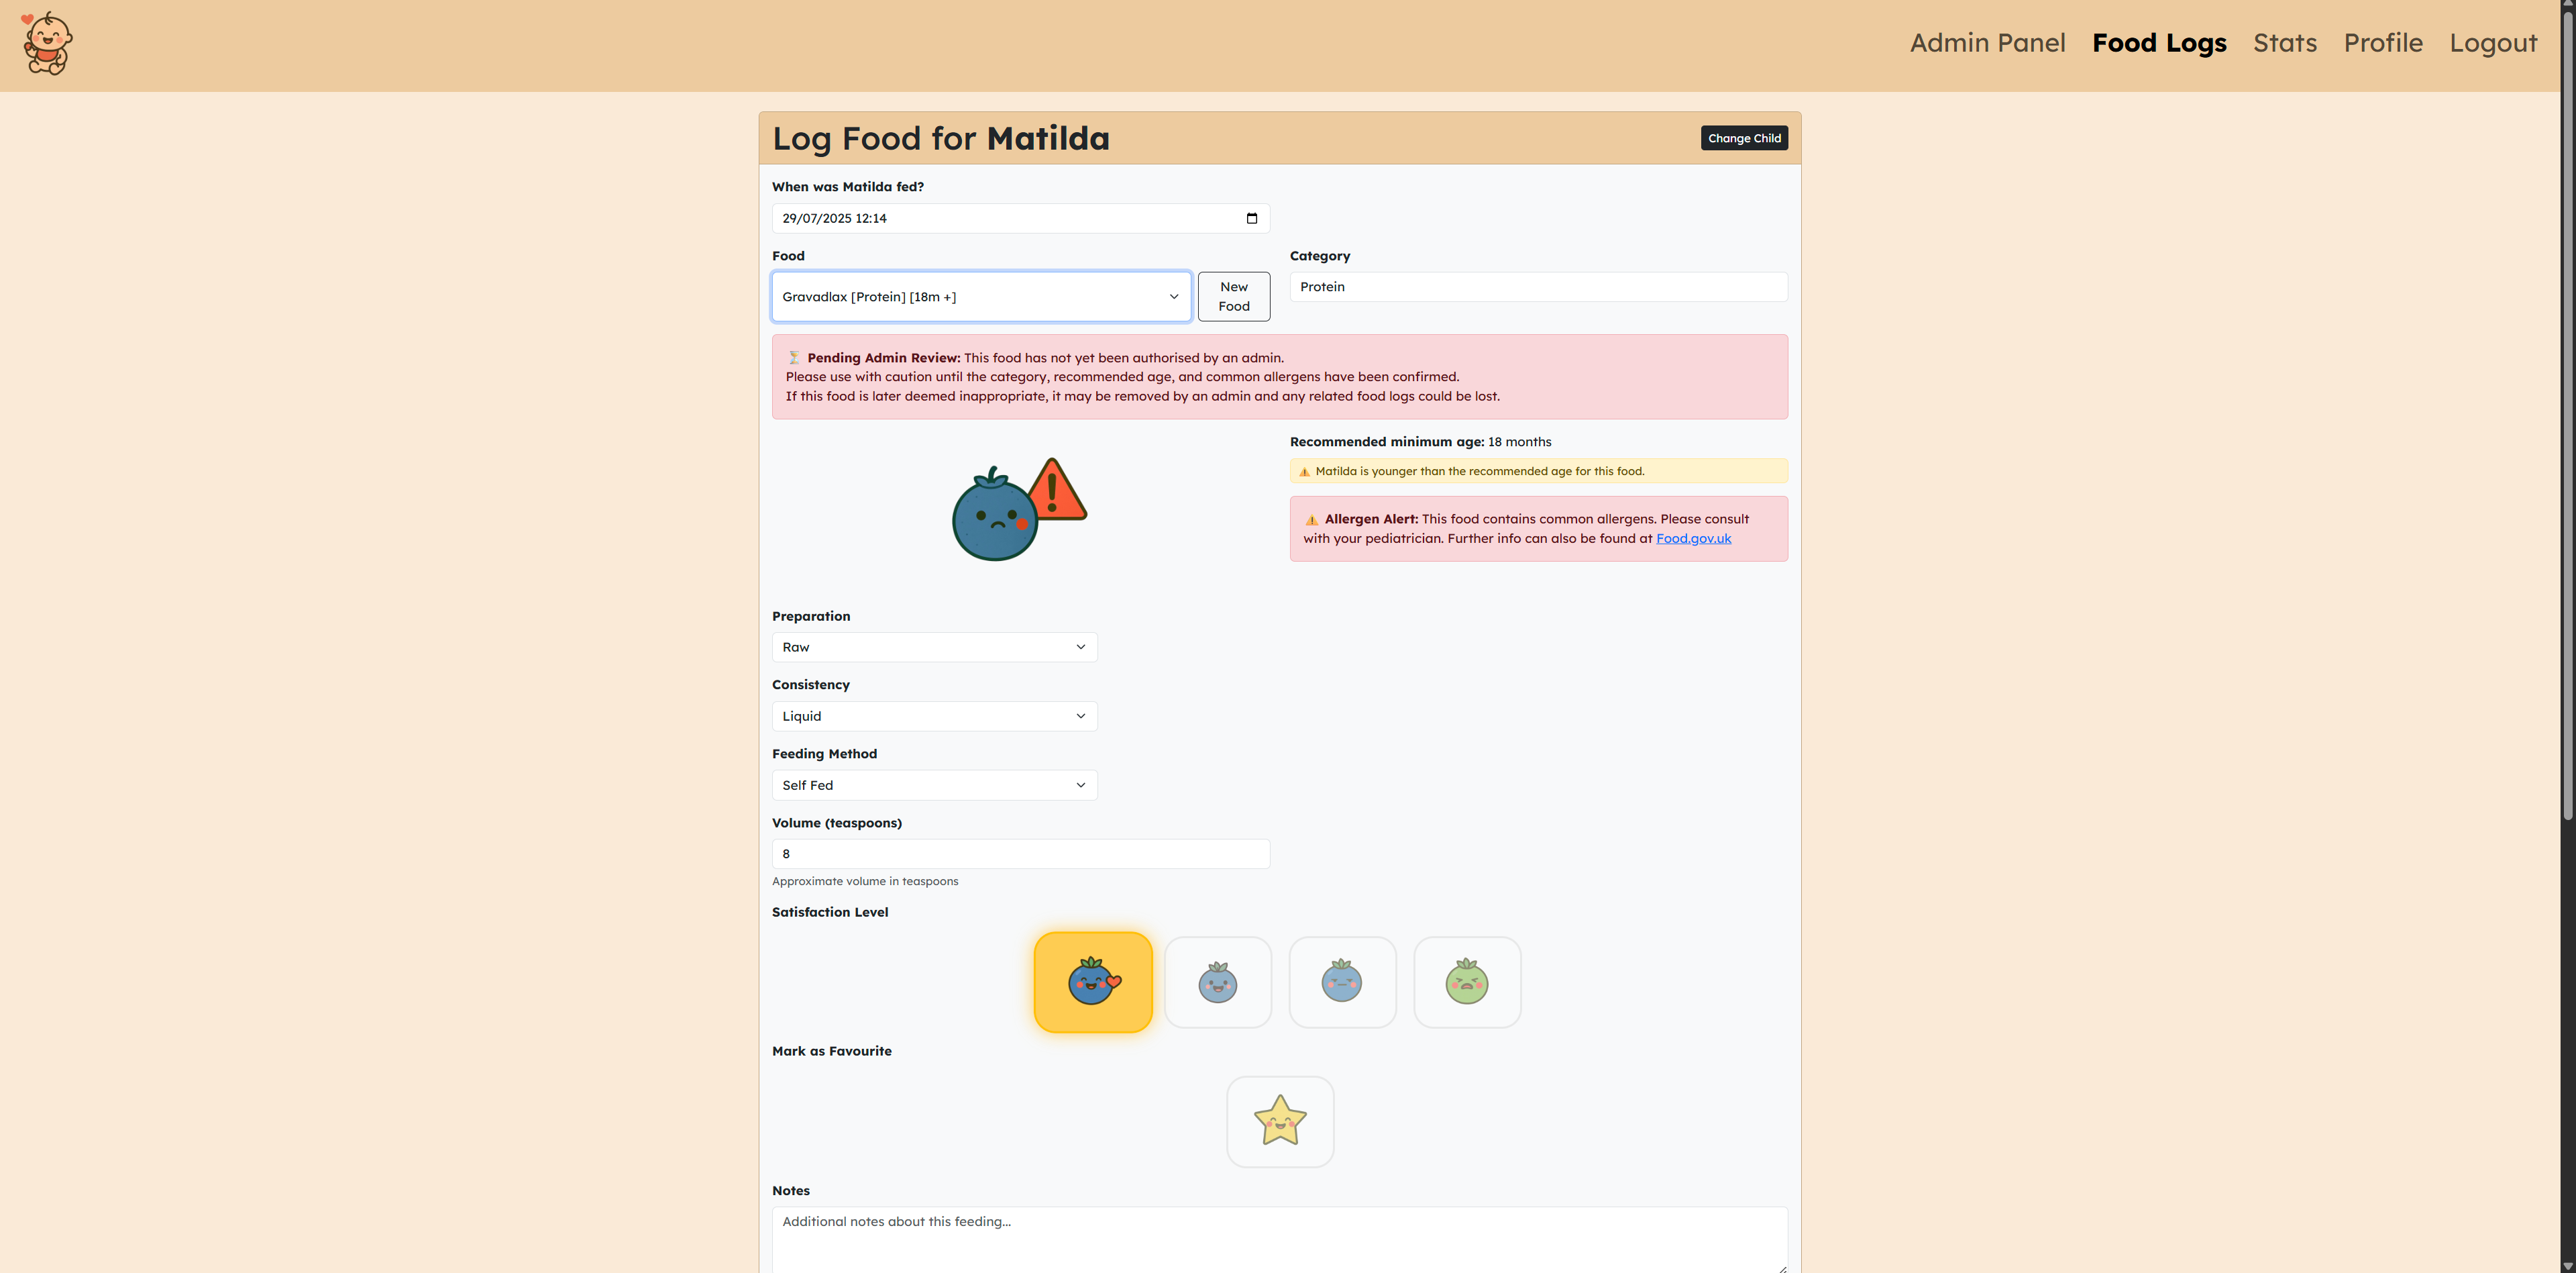 Admin Panel Food Logs Stats Profile Logout
Log Food for Matilda
Change Child
When was Matilda fed?
29/07/2025 12:14
Food
Category
Gravadlax [Protein] [18m +]
New
Food
Protein
⏳ Pending Admin Review: This food has not yet been authorised by an admin.
Please use with caution until the category, recommended age, and common allergens have been confirmed.
If this food is later deemed inappropriate, it may be removed by an admin and any related food logs could be lost.
Recommended minimum age: 18 months
⚠️ Matilda is younger than the recommended age for this food.
⚠️ Allergen Alert: This food contains common allergens. Please consult
with your pediatrician. Further info can also be found at Food.gov.uk
Preparation
Raw
Consistency
Liquid
Feeding Method
Self Fed
Volume (teaspoons)
8
Approximate volume in teaspoons
Satisfaction Level
Mark as Favourite
Notes
Additional notes about this feeding...